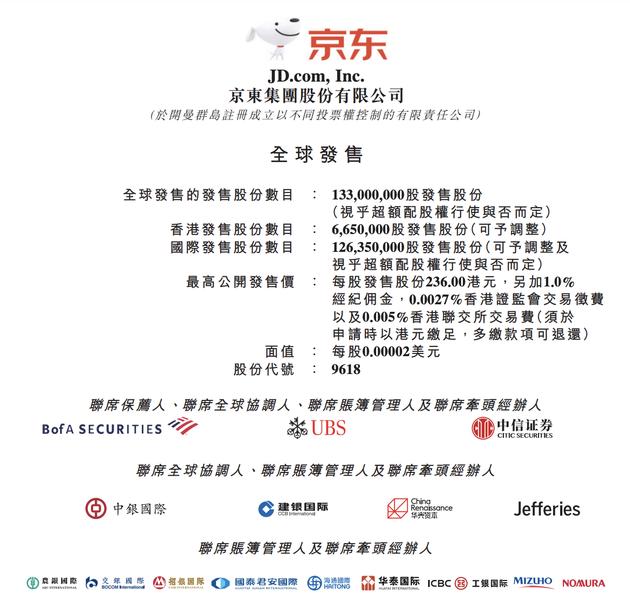 京东
JD.com, Inc.
京東集團股份有限公司
(於開曼群島註冊成立以不同投票權控制的有限責任公司)
全球發售
全球發售的發售股份數目 : 133,000,000股發售股份
(視乎超額配股權行使與否而定)
香港發售股份數目 : 6,650,000股發售股份(可予調整)
國際發售股份數目 : 126,350,000股發售股份(可予調整及
視乎超額配股權行使與否而定)
最高公開發售價 : 每股發售股份236.00港元，另加1.0%
經紀佣金，0.0027%香港證監會交易徵費
以及0.005%香港聯交所交易費(須於
申請時以港元繳足，多繳款項可退還)
面值 : 每股0.00002美元
股份代號 : 9618
聯席保薦人、聯席全球協調人、聯席賬簿管理人及聯席牽頭經辦人
BOFA SECURITIES UBS 中信证券
CITIC SECURITIES
聯席全球協調人、聯席賬簿管理人及聯席牽頭經辦人
中銀國際 建银国际 China Renaissance 华兴资本 Jefferies
CCB International
聯席賬簿管理人及聯席牽頭經辦人
農銀國際 交銀國際 招銀國際 國泰君安國際 海通國際 华泰国际 ICBC 工银国际 MIZUHO NOMURA
ABC INTERNATIONAL BOCOM International GUOTAI JUNAN INTERNATIONAL HAITONG HUATAI INTERNATIONAL